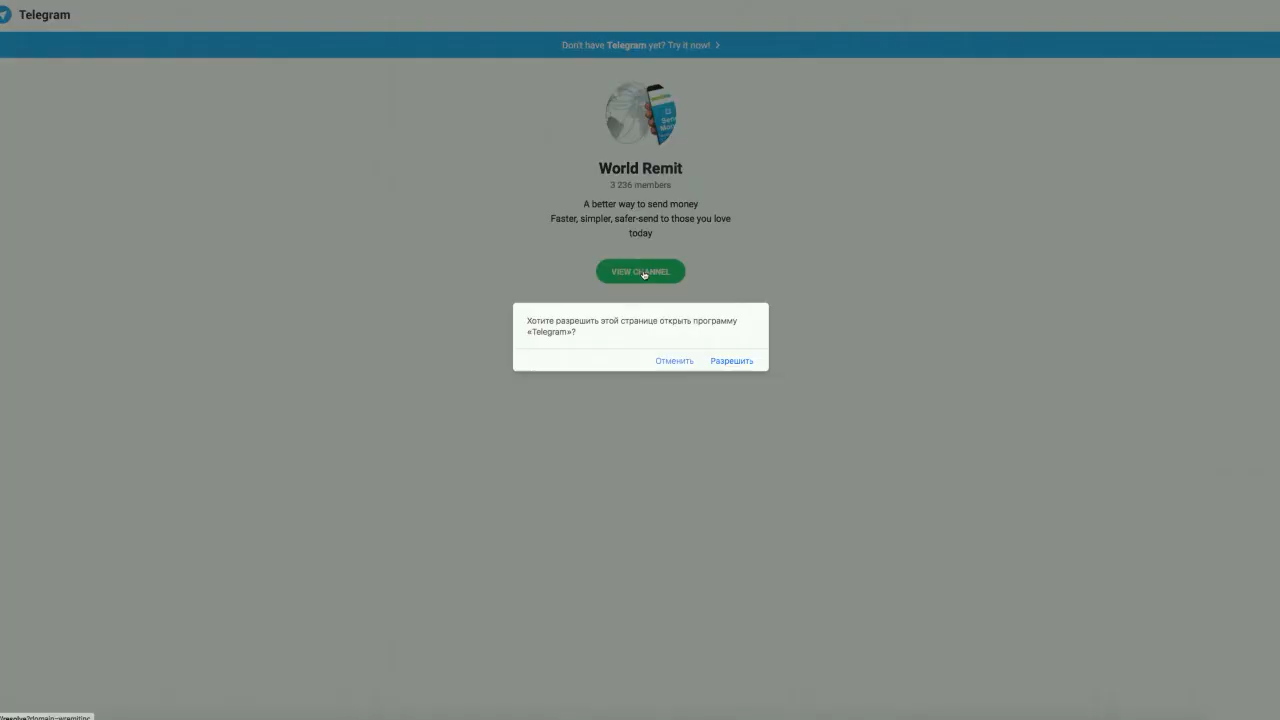 Telegram
Don't have Telegram yet? Try it now!
World Remit
3 236 members
A better way to send money
Faster, simpler, safer-send to those you love
today
VIEW CHANNEL
Хотите разрешить этой странице открыть программу
«Telegram»?
Отменить Разрешить